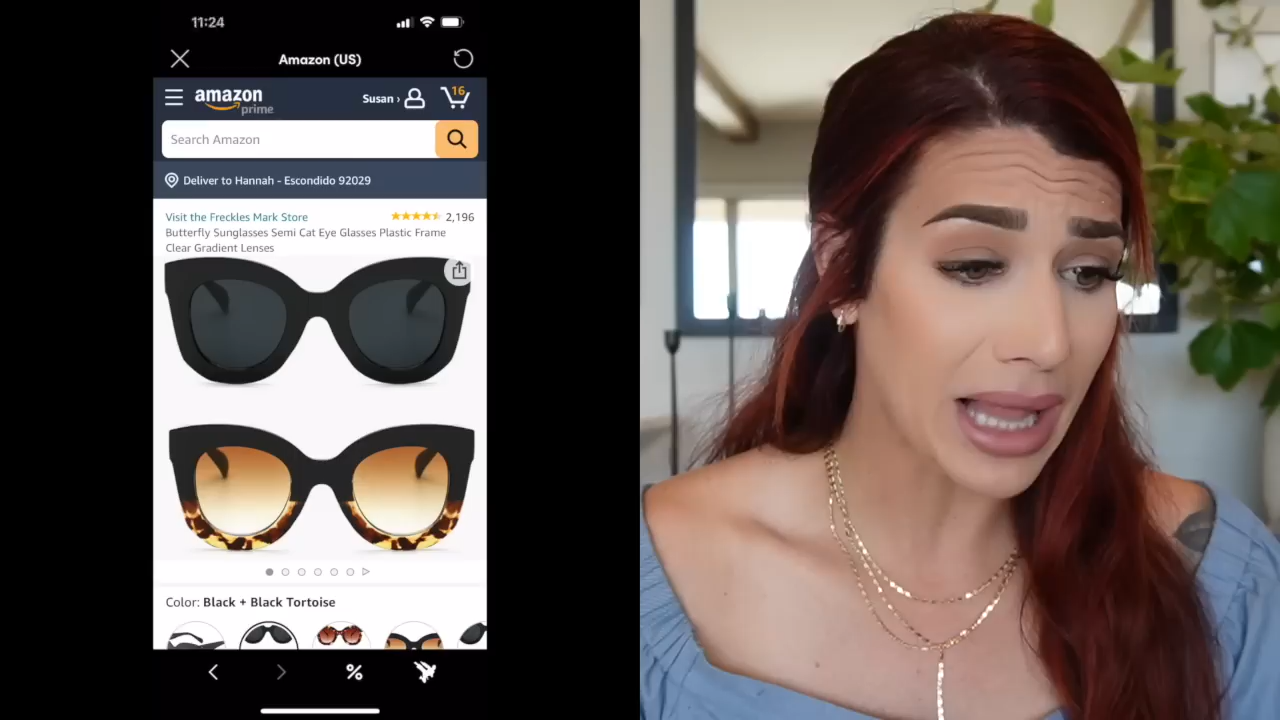 11:24
Amazon (US)
amazon
prime
Susan ›
16
Search Amazon
Deliver to Hannah - Escondido 92029
Visit the Freckles Mark Store
2,196
Butterfly Sunglasses Semi Cat Eye Glasses Plastic Frame
Clear Gradient Lenses
Color: Black + Black Tortoise
%